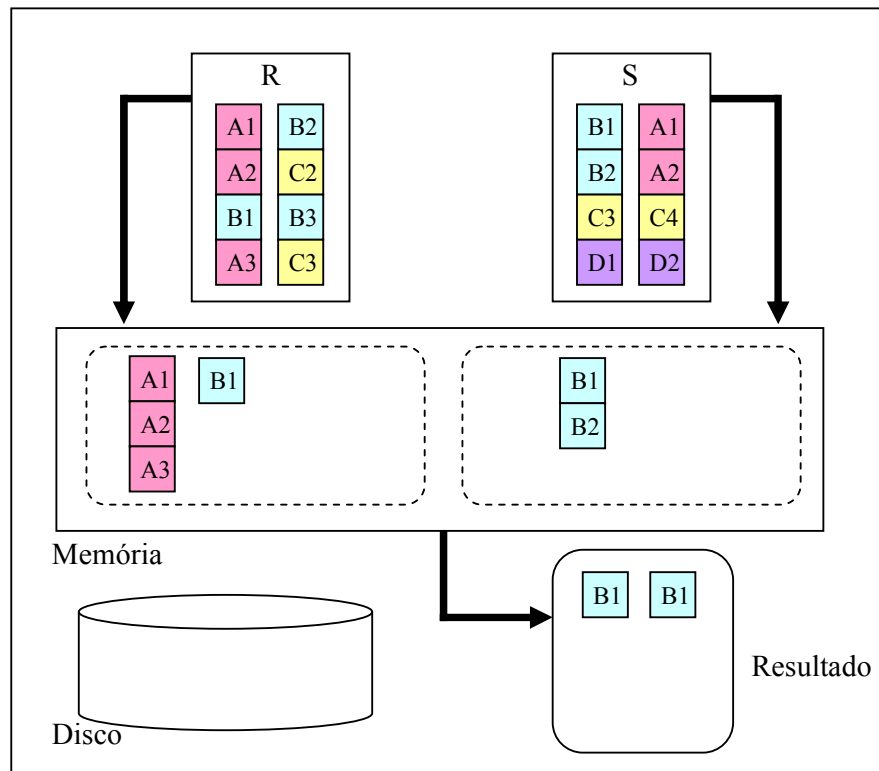 R
S
A1 B2
B1 A1
A2 C2
B2 A2
B1 B3
C3 C4
A3 C3
D1 D2
A1 B1
B1
A2
B2
A3
Memória
B1 B1
Resultado
Disco